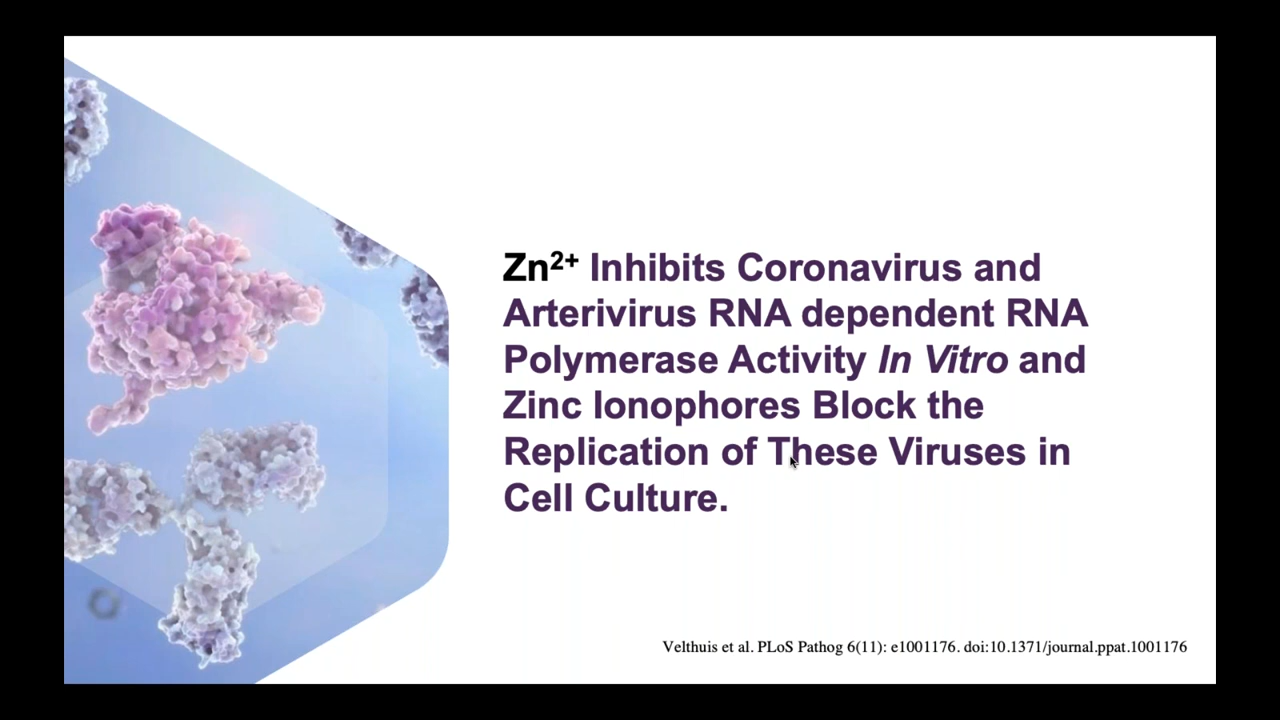 Zn²⁺ Inhibits Coronavirus and
Arterivirus RNA dependent RNA
Polymerase Activity In Vitro and
Zinc Ionophores Block the
Replication of These Viruses in
Cell Culture.
Velthuis et al. PLoS Pathog 6(11): e1001176. doi:10.1371/journal.ppat.1001176